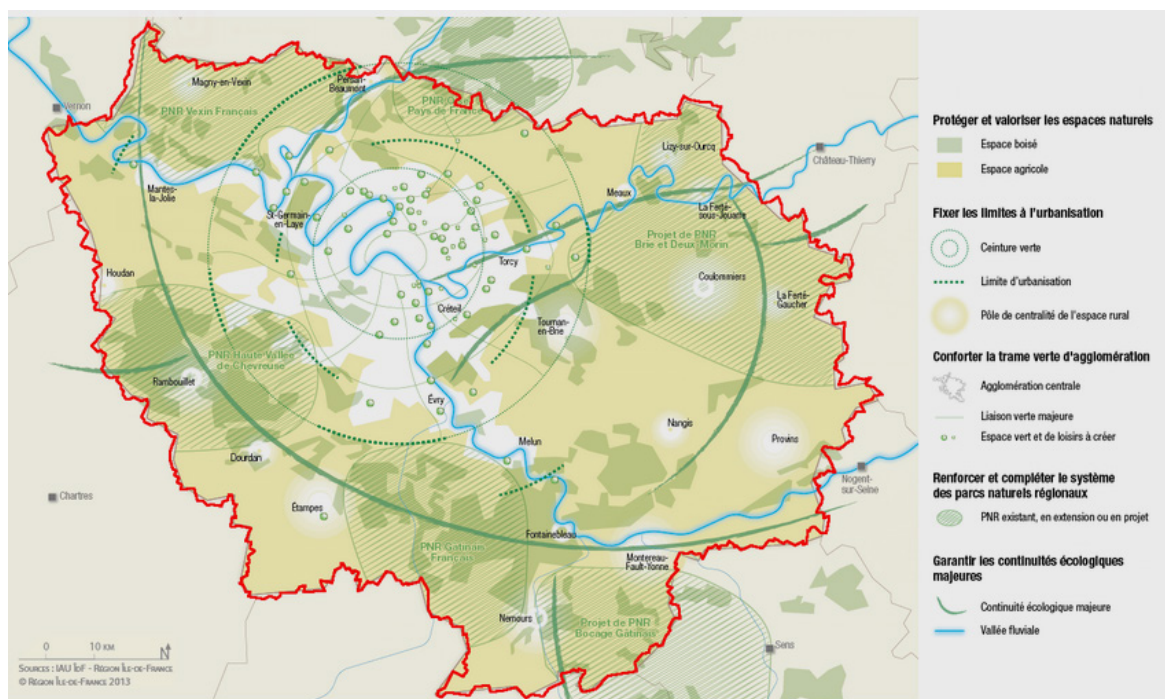 Magny-en-Vexin
Persan-
Beaumont
Vernon
PNR Vexin Français
PNR
Pays de France
Lizy-sur-Ourcq
Château-Thierry
Mantes-
la-Jolie
Meaux
St-Germain-
en-Laye
La Ferté-
sous-Jouarre
Projet de PNR
Brie et Deux-Morin
Torcy
Houdan
Coulommiers
La Ferté-
Gaucher
Créteil
Tournan-
en-Brie
PNR Haute Vallée
de Chevreuse
Rambouillet
Évry
Nangis
Provins
Melun
Dourdan
Nogent-
sur-Seine
Chartres
Étampes
Fontainebleau
PNR Gâtinais
Français
Montereau-
Fault-Yonne
Nemours
Projet de PNR
Bocage Gâtinais
Sens
0 10 KM N
SOURCES : IAU ÎDF - RÉGION ÎLE-DE-FRANCE
© RÉGION ÎLE-DE-FRANCE 2013
Protéger et valoriser les espaces naturels
Espace boisé
Espace agricole
Fixer les limites à l'urbanisation
Ceinture verte
Limite d'urbanisation
Pôle de centralité de l'espace rural
Conforter la trame verte d'agglomération
Agglomération centrale
Liaison verte majeure
Espace vert et de loisirs à créer
Renforcer et compléter le système
des parcs naturels régionaux
PNR existant, en extension ou en projet
Garantir les continuités écologiques
majeures
Continuité écologique majeure
Vallée fluviale